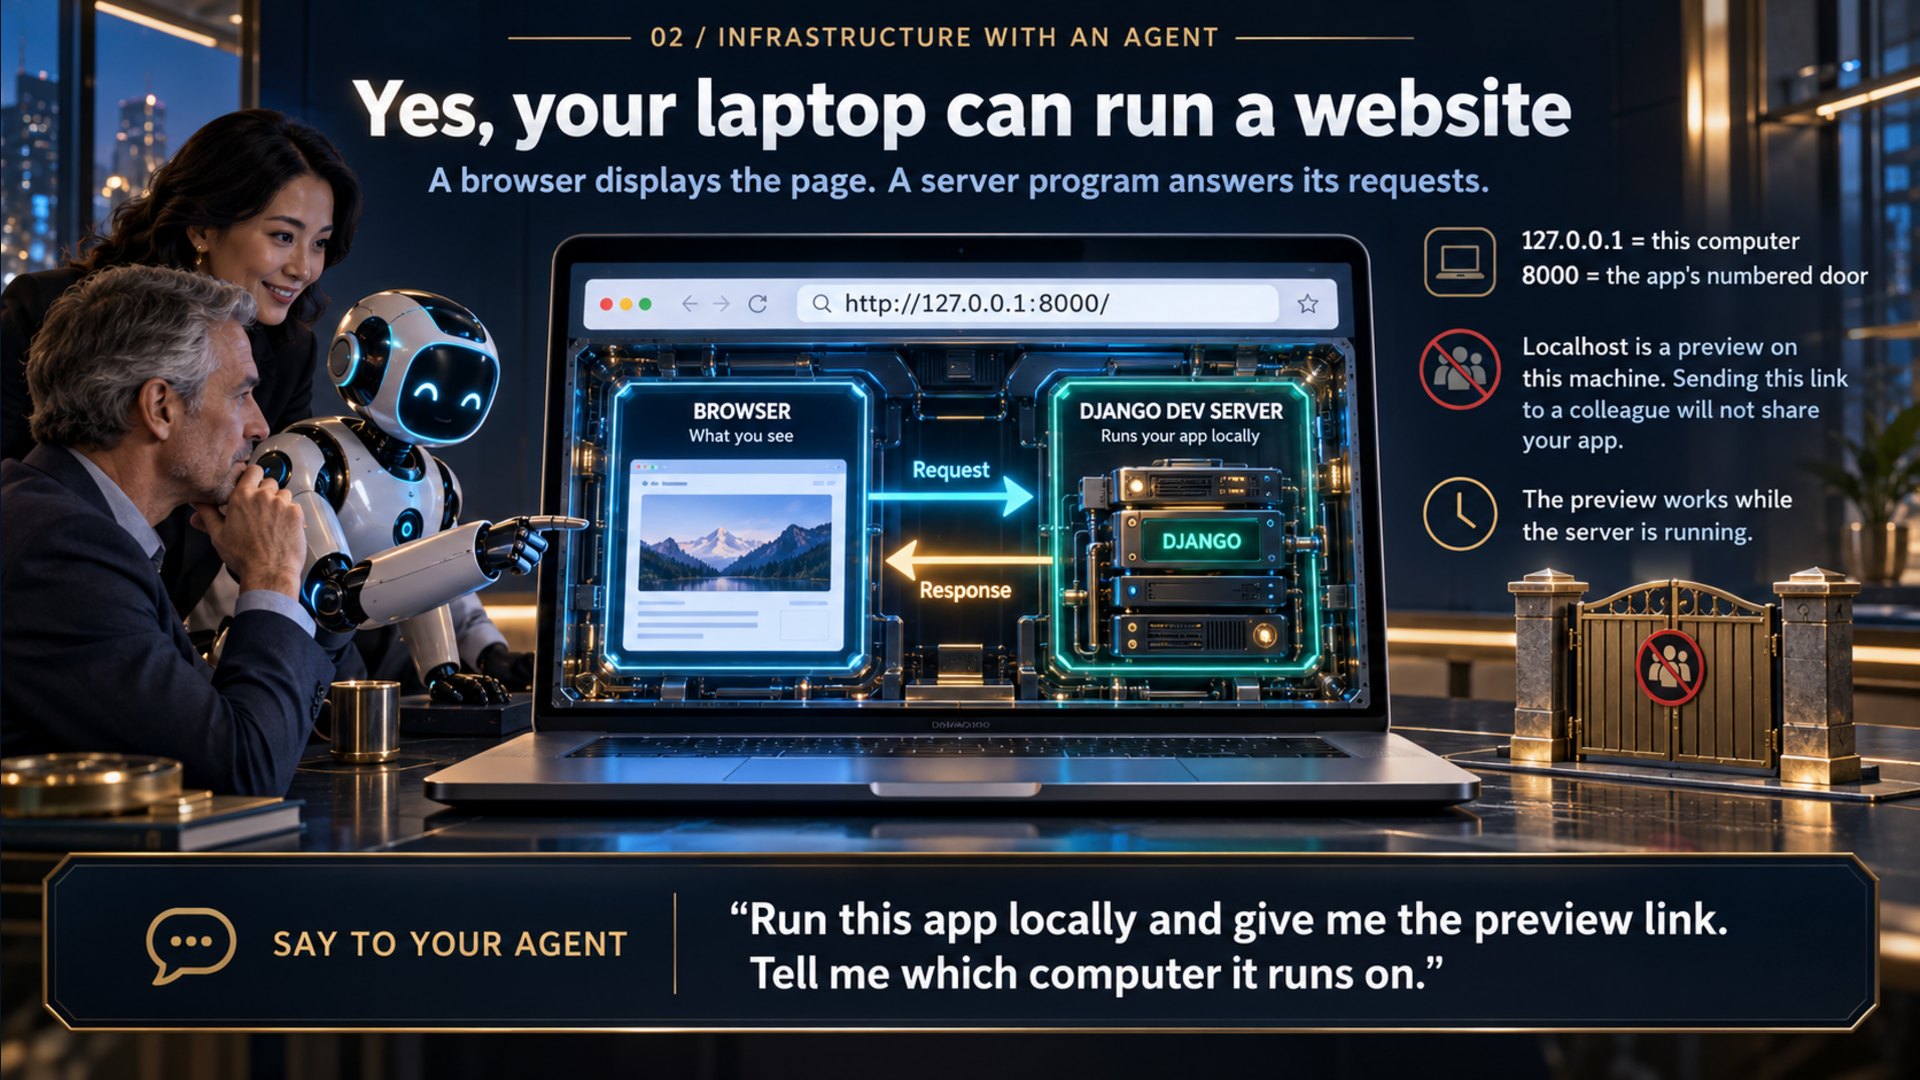 02 / INFRASTRUCTURE WITH AN AGENT
Yes, your laptop can run a website
A browser displays the page. A server program answers its requests.
127.0.0.1 = this computer
8000 = the app's numbered door
Localhost is a preview on
this machine. Sending this link
to a colleague will not share
your app.
The preview works while
the server is running.
http://127.0.0.1:8000/
BROWSER
What you see
Request
Response
DJANGO DEV SERVER
Runs your app locally
DJANGO
SAY TO YOUR AGENT
“Run this app locally and give me the preview link.
Tell me which computer it runs on.”